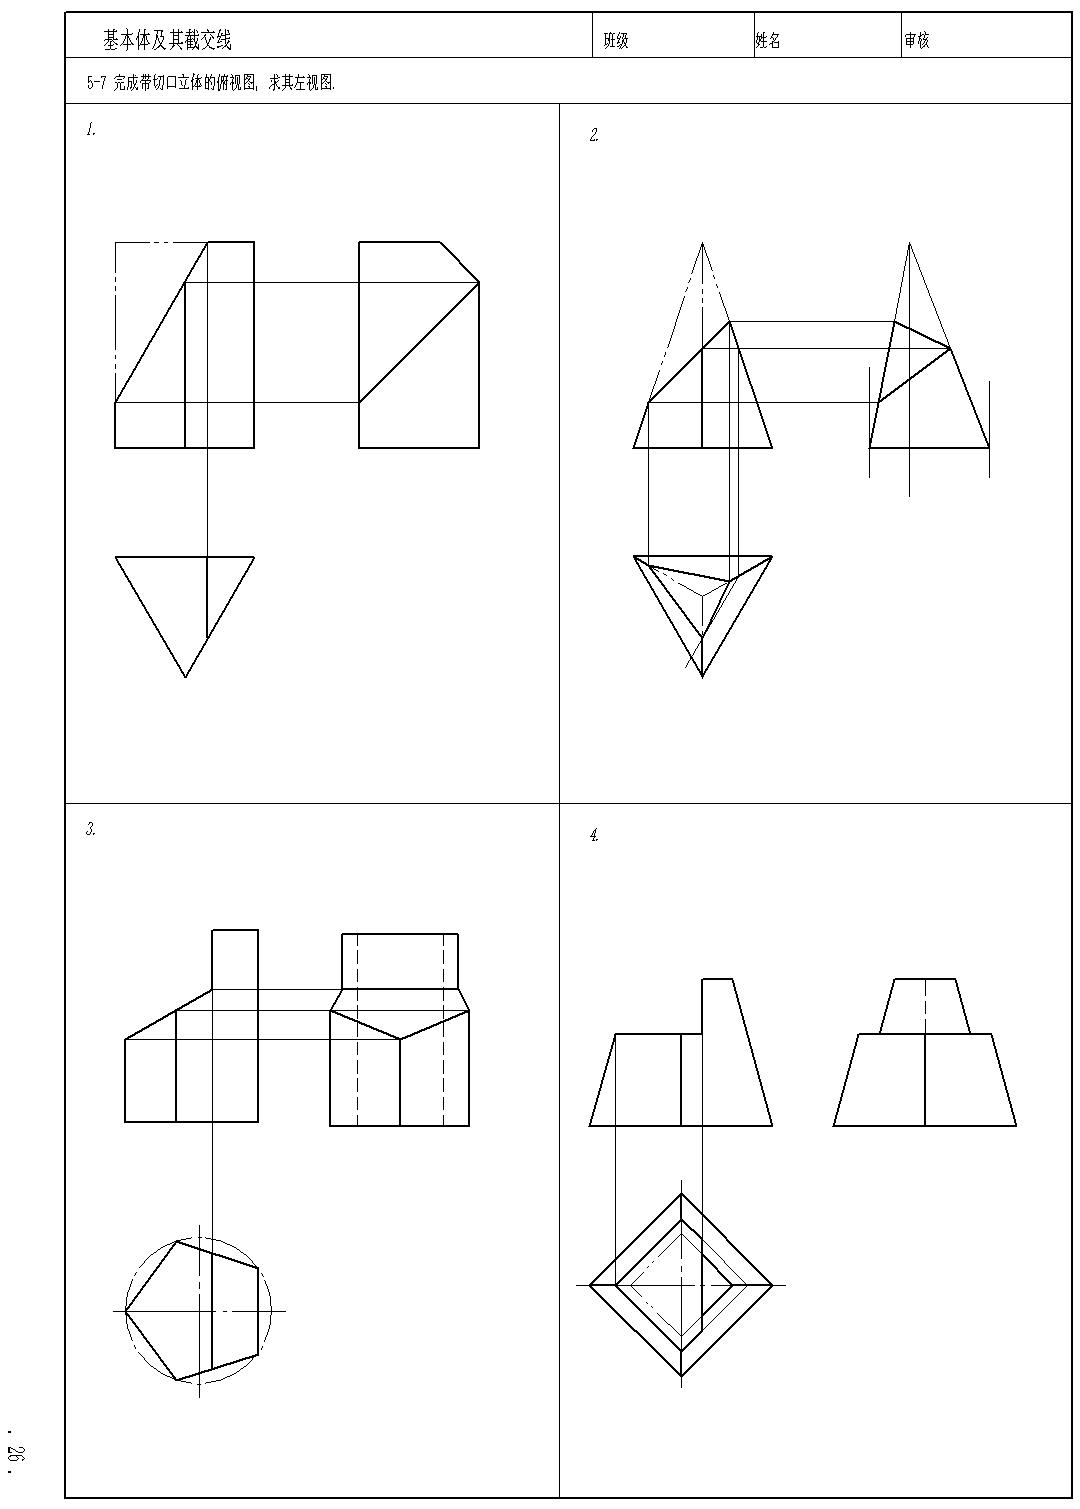 基本体及其截交线 班级 姓名 审核
5-7 完成带切口立体的俯视图, 求其左视图.
1.
2.
3.
4.
. 26 .